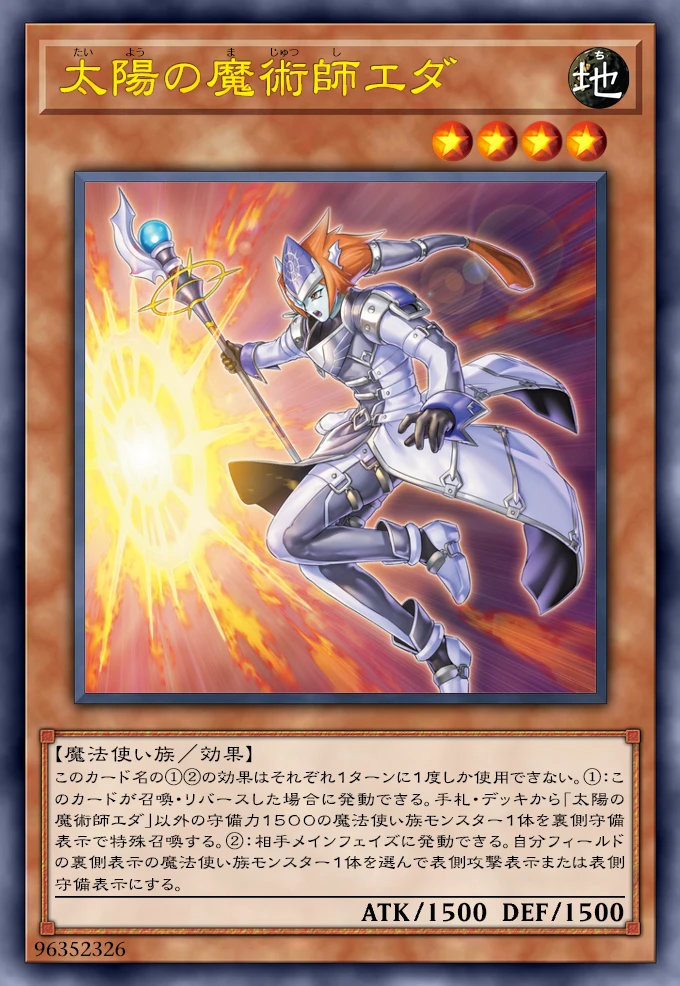 たいようまじゅつし
太陽の魔術師エダ
ち
地
【魔法使い族／効果】
このカード名の①②の効果はそれぞれ1ターンに1度しか使用できない。①：こ
のカードが召喚・リバースした場合に発動できる。手札・デッキから「太陽の
魔術師エダ」以外の守備力1500の魔法使い族モンスター1体を裏側守備
表示で特殊召喚する。②：相手メインフェイズに発動できる。自分フィールド
の裏側表示の魔法使い族モンスター1体を選んで表側攻撃表示または表側
守備表示にする。
ATK/1500 DEF/1500
96352326